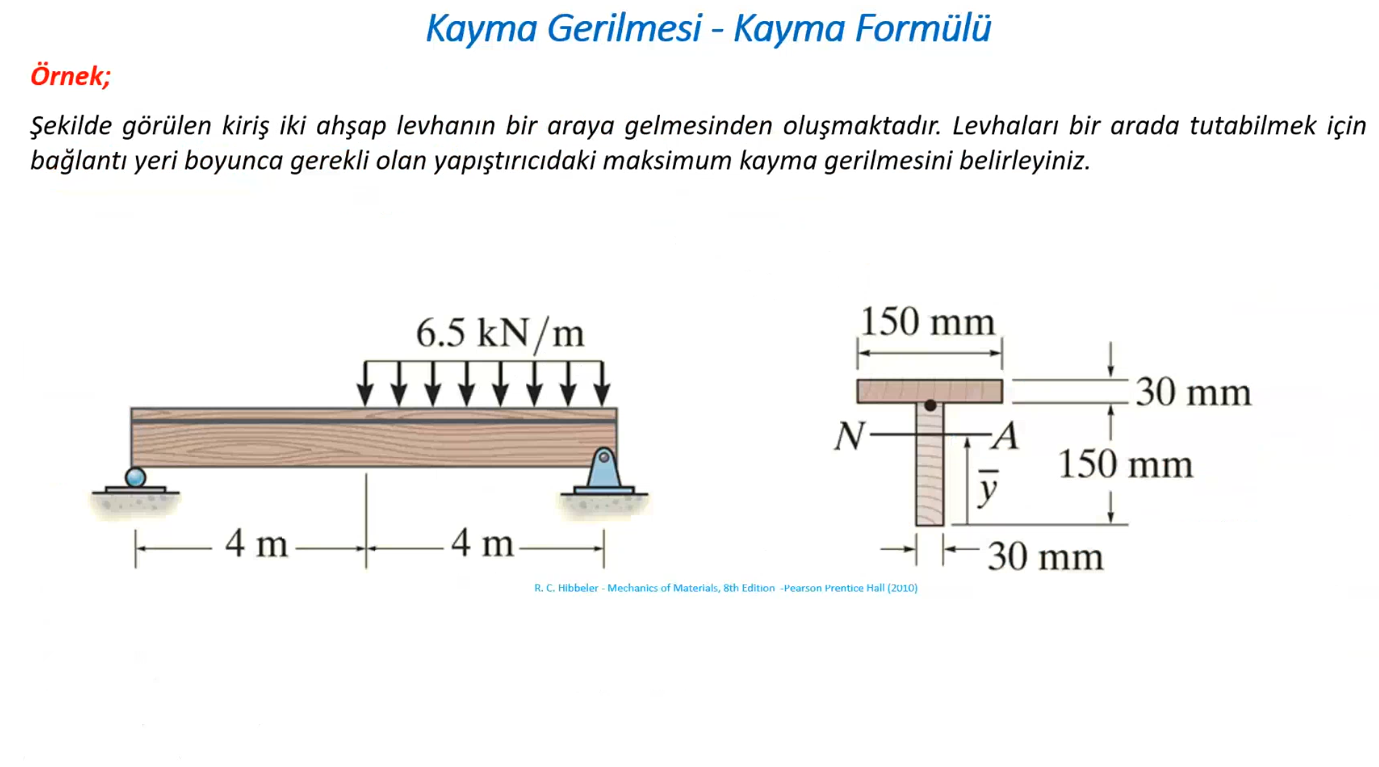 Kayma Gerilmesi - Kayma Formülü
Örnek;
Şekilde görülen kiriş iki ahşap levhanın bir araya gelmesinden oluşmaktadır. Levhaları bir arada tutabilmek için
bağlantı yeri boyunca gerekli olan yapıştırıcıdaki maksimum kayma gerilmesini belirleyiniz.
6.5 kN/m
4 m
4 m
150 mm
30 mm
N
A
150 mm
y̅
30 mm
R. C. Hibbeler - Mechanics of Materials, 8th Edition -Pearson Prentice Hall (2010)